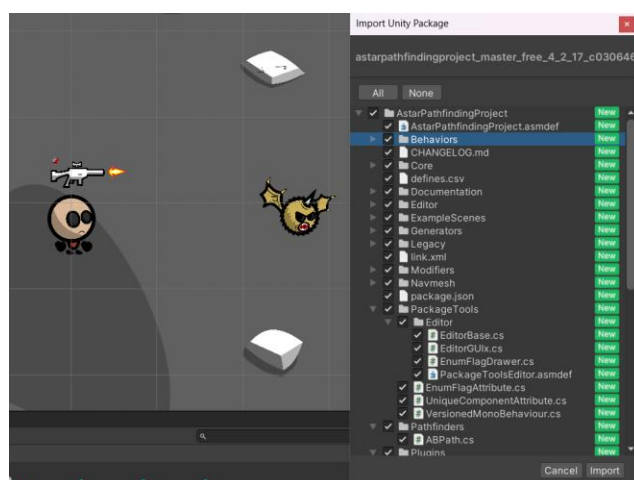 Import Unity Package
astarpathfindingproject_master_free_4_2_17_c030646
All None
AstarPathfindingProject New
AstarPathfindingProject.asmdef New
Behaviors New
CHANGELOG.md New
Core New
defines.csv New
Documentation New
Editor New
ExampleScenes New
Generators New
Legacy New
link.xml New
Modifiers New
Navmesh New
package.json New
PackageTools New
Editor New
EditorBase.cs New
EditorGUIx.cs New
EnumFlagDrawer.cs New
PackageToolsEditor.asmdef New
EnumFlagAttribute.cs New
UniqueComponentAttribute.cs New
VersionedMonoBehaviour.cs New
Pathfinders New
ABPath.cs New
Plugins New
Cancel Import